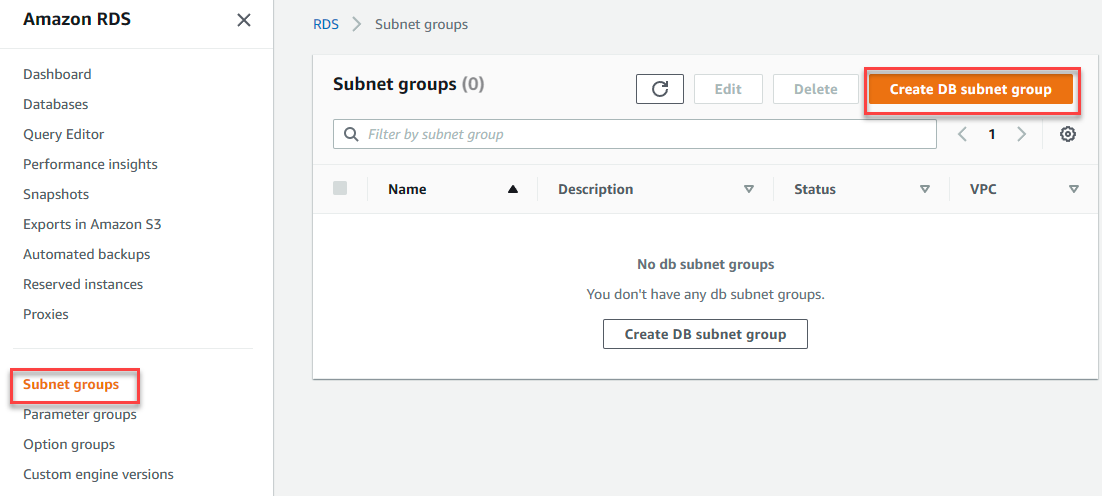 Amazon RDS
Dashboard
Databases
Query Editor
Performance insights
Snapshots
Exports in Amazon S3
Automated backups
Reserved instances
Proxies
Subnet groups
Parameter groups
Option groups
Custom engine versions
RDS > Subnet groups
Subnet groups (0)
Edit
Delete
Create DB subnet group
Filter by subnet group
1
Name
Description
Status
VPC
No db subnet groups
You don't have any db subnet groups.
Create DB subnet group